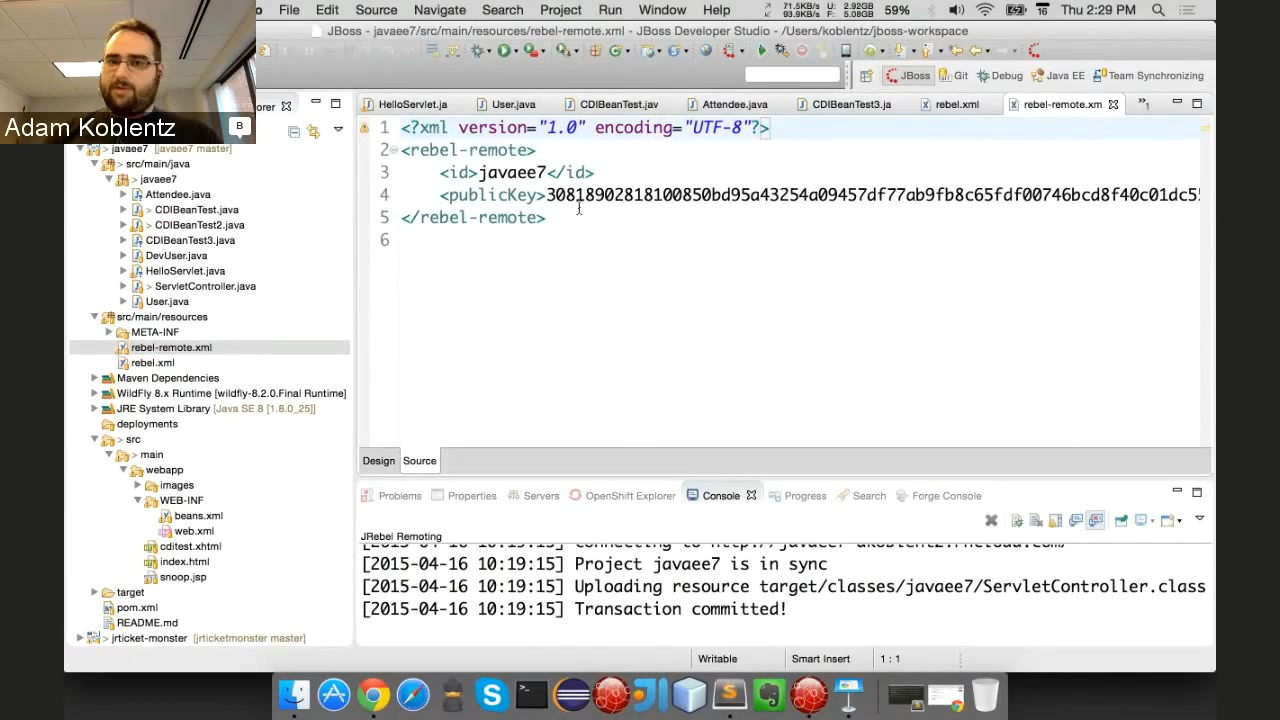 File Edit Source Navigate Search Project Run Window Help 71.5KB/s 93.9KB/s U: 2.92GB F: 5.08GB 59% 16 Thu 2:29 PM
JBoss - javaee7/src/main/resources/rebel-remote.xml - JBoss Developer Studio - /Users/koblentz/jboss-workspace
JBoss Git Debug Java EE Team Synchronizing
Adam Koblentz B
HelloServlet.ja User.java CDIBeanTest.jav Attendee.java CDIBeanTest3.ja rebel.xml rebel-remote.xm
javaee7 [javaee7 master]
> src/main/java
> javaee7
Attendee.java
> CDIBeanTest.java
> CDIBeanTest2.java
CDIBeanTest3.java
DevUser.java
HelloServlet.java
> ServletController.java
User.java
src/main/resources
META-INF
rebel-remote.xml
rebel.xml
Maven Dependencies
WildFly 8.x Runtime [wildfly-8.2.0.Final Runtime]
JRE System Library [Java SE 8 [1.8.0_25]]
deployments
> src
> main
webapp
images
WEB-INF
beans.xml
web.xml
cditest.xhtml
index.html
snoop.jsp
target
pom.xml
README.md
> jrticket-monster [jrticketmonster master]
1 <?xml version="1.0" encoding="UTF-8"?>
2 <rebel-remote>
3 <id>javaee7</id>
4 <publicKey>30818902818100850bd95a43254a09457df77ab9fb8c65fdf00746bcd8f40c01dc5
5 </rebel-remote>
6
Design Source
Problems Properties Servers OpenShift Explorer Console Progress Search Forge Console
JRebel Remoting
[2015-04-16 10:19:15] Project javaee7 is in sync
[2015-04-16 10:19:15] Uploading resource target/classes/javaee7/ServletController.class
[2015-04-16 10:19:15] Transaction committed!
Writable Smart Insert 1 : 1